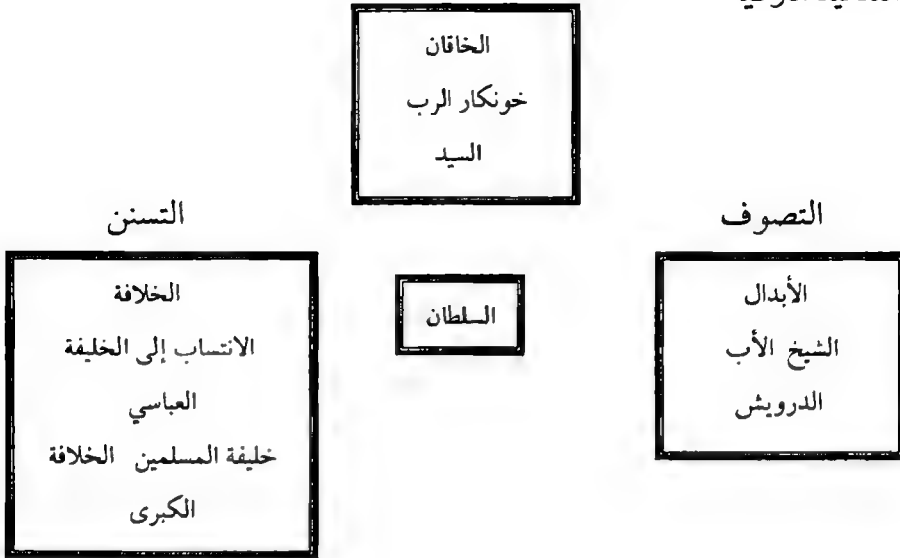 الخاقان
خونكار الرب
السيد
التصوف
الأبدال
الشيخ الأب
الدرويش
السلطان
التسنن
الخلافة
الانتساب إلى الخليفة
العباسي
خليفة المسلمين الخلافة
الكبرى